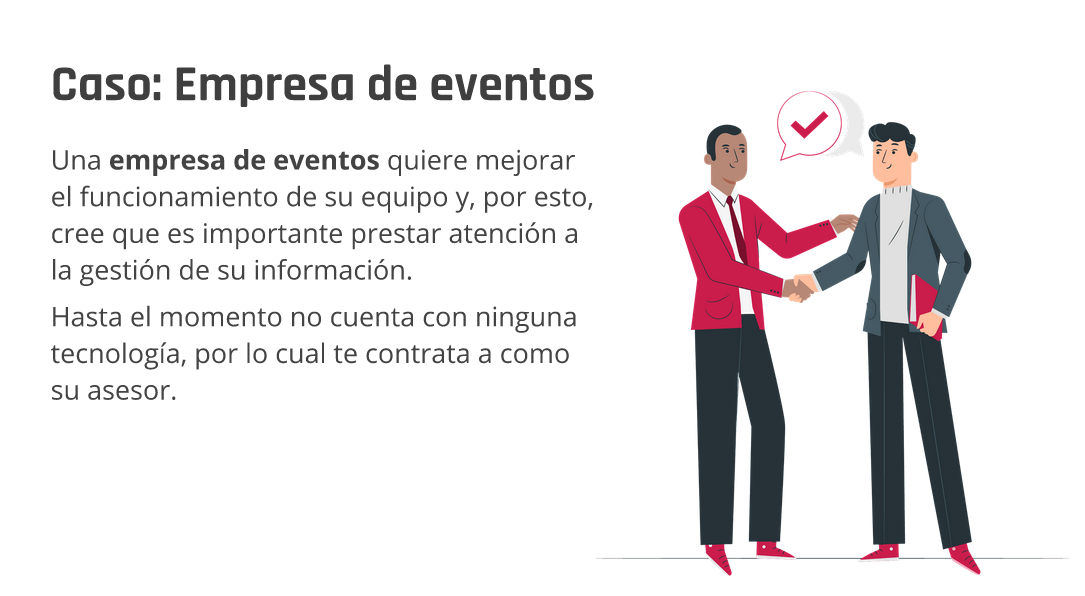 Caso: Empresa de eventos
Una empresa de eventos quiere mejorar
el funcionamiento de su equipo y, por esto,
cree que es importante prestar atención a
la gestión de su información.
Hasta el momento no cuenta con ninguna
tecnología, por lo cual te contrata a como
su asesor.